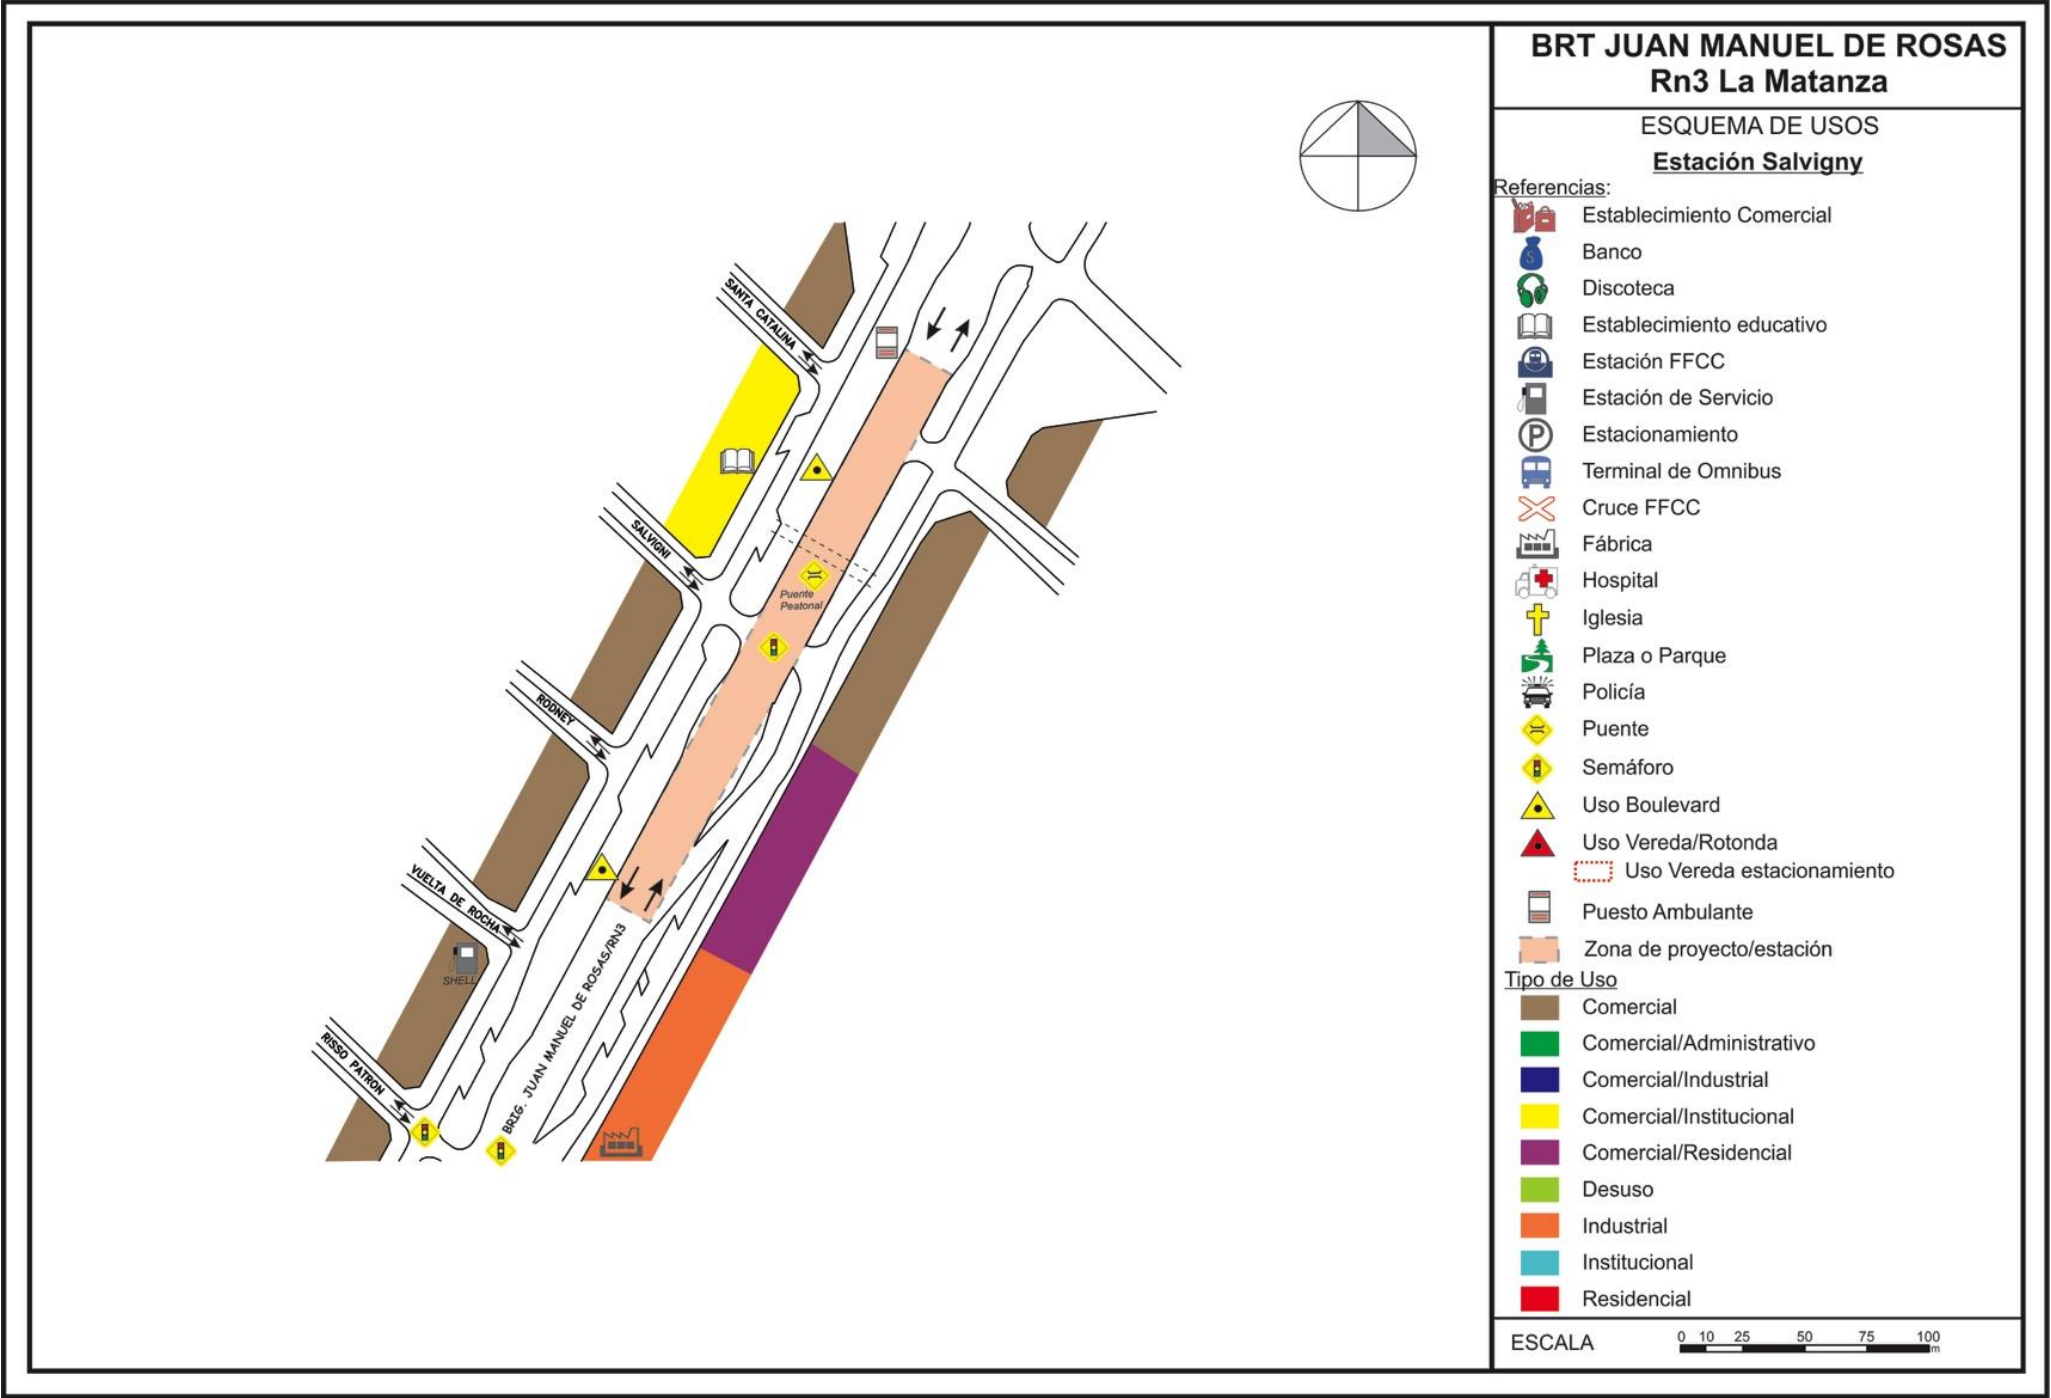 BRT JUAN MANUEL DE ROSAS
Rn3 La Matanza
ESQUEMA DE USOS
Estación Salvigny
Referencias:
Establecimiento Comercial
Banco
Discoteca
Establecimiento educativo
Estación FFCC
Estación de Servicio
P
Estacionamiento
Terminal de Omnibus
Cruce FFCC
Fábrica
Hospital
Iglesia
Plaza o Parque
Policía
Puente
Semáforo
Uso Boulevard
Uso Vereda/Rotonda
Uso Vereda estacionamiento
Puesto Ambulante
Zona de proyecto/estación
Tipo de Uso
Comercial
Comercial/Administrativo
Comercial/Industrial
Comercial/Institucional
Comercial/Residencial
Desuso
Industrial
Institucional
Residencial
ESCALA
0 10 25 50 75 100
m
SANTA CATALINA
SALVIGNI
Puente
Peatonal
RODNEY
VUELTA DE ROCHA
SHELL
BRIG. JUAN MANUEL DE ROSAS/RN3
RISSO PATRON